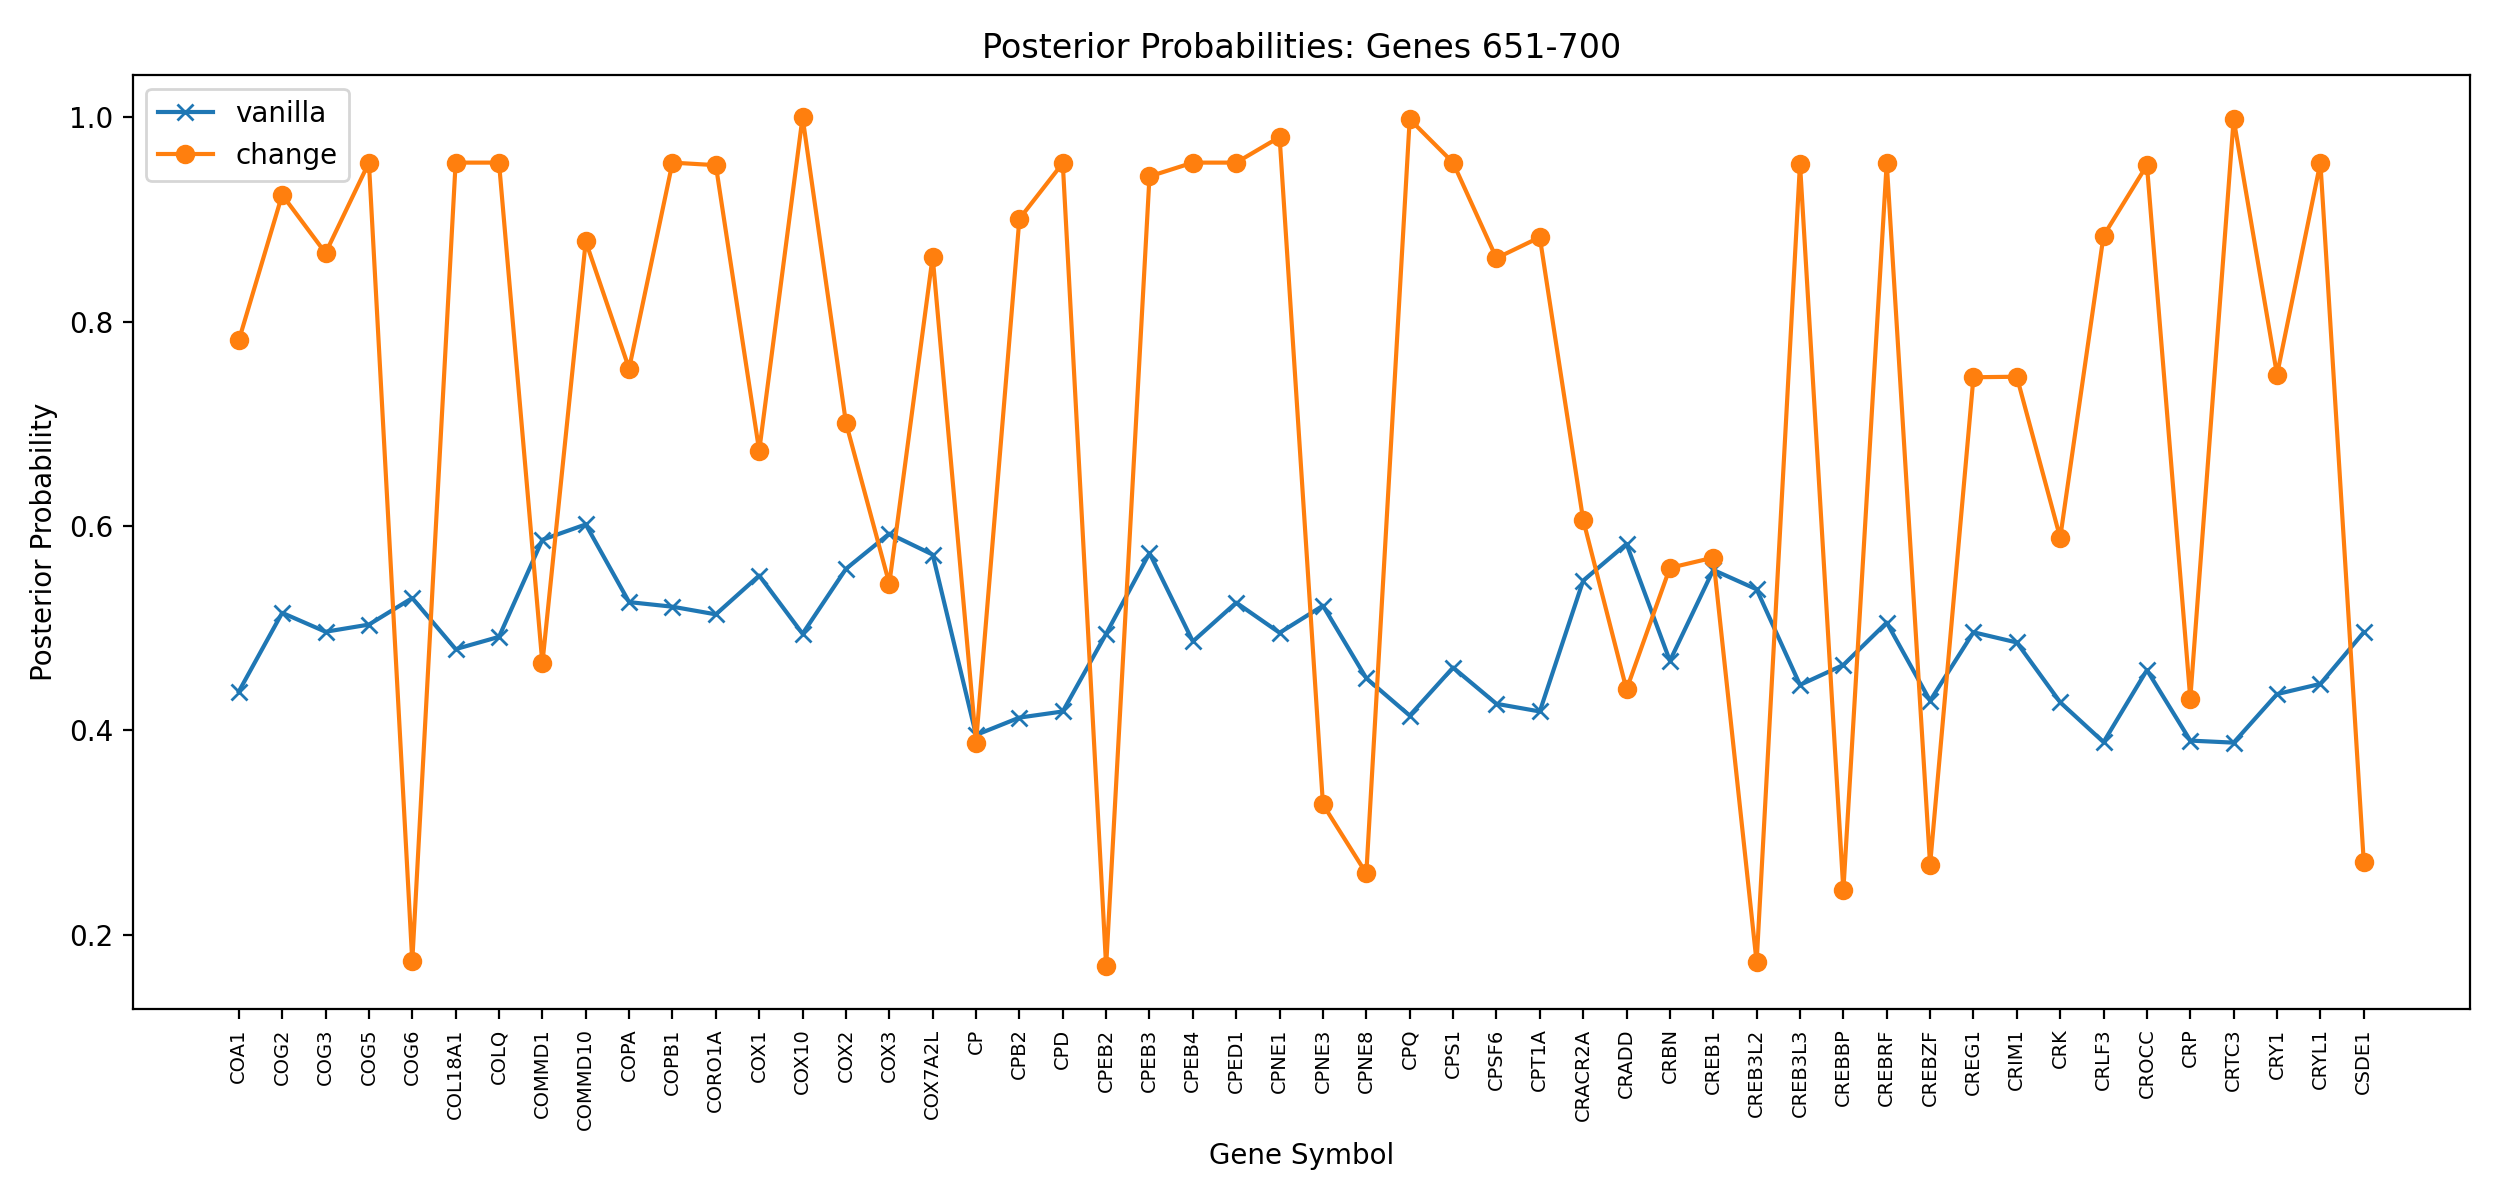 Posterior Probabilities: Genes 651-700
vanilla
change
1.0
0.8
0.6
0.4
0.2
Posterior Probability
COA1
COG2
COG3
COG5
COG6
COL18A1
COLQ
COMMD1
COMMD10
COPA
COPB1
CORO1A
COX1
COX10
COX2
COX3
COX7A2L
CP
CPB2
CPD
CPEB2
CPEB3
CPEB4
CPED1
CPNE1
CPNE3
CPNE8
CPQ
CPS1
CPSF6
CPT1A
CRACR2A
CRADD
CRBN
CREB1
CREB3L2
CREB3L3
CREBBP
CREBRF
CREBZF
CREG1
CRIM1
CRK
CRLF3
CROCC
CRP
CRTC3
CRY1
CRYL1
CSDE1
Gene Symbol